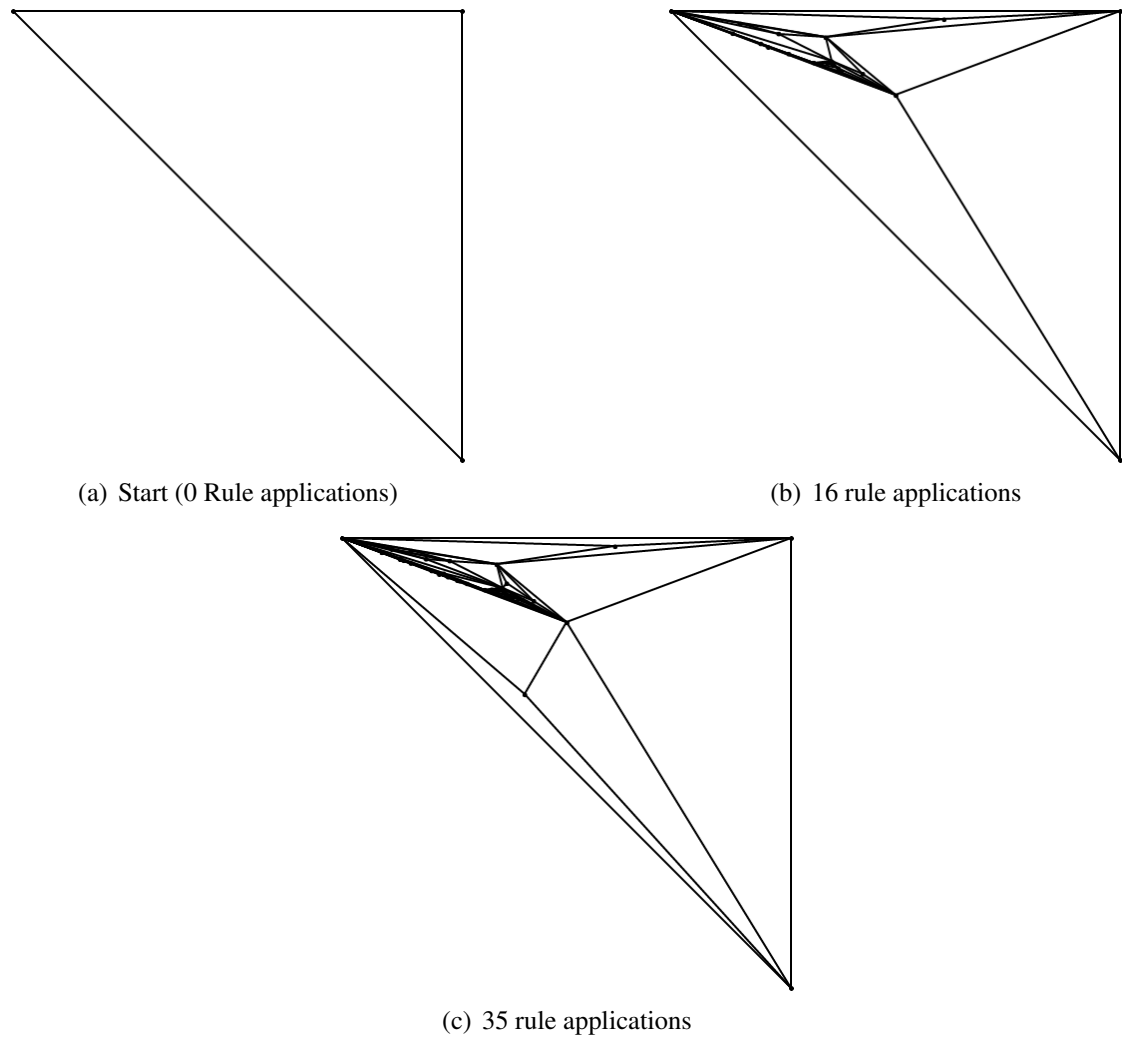 (a) Start (0 Rule applications)
(b) 16 rule applications
(c) 35 rule applications